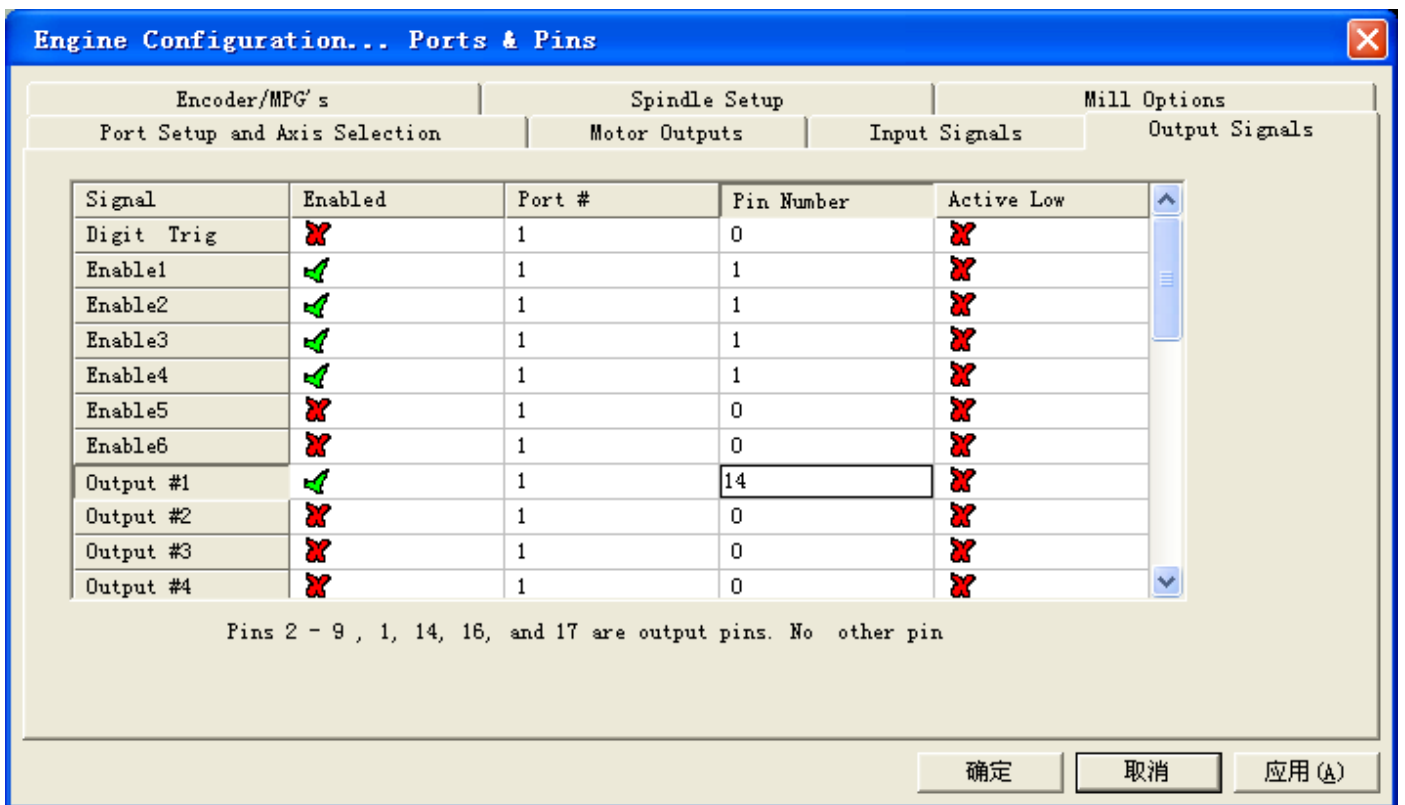 Engine Configuration... Ports & Pins
Encoder/MPG's Spindle Setup Mill Options
Port Setup and Axis Selection Motor Outputs Input Signals Output Signals
Signal Enabled Port # Pin Number Active Low
Digit Trig 1 0
Enable1 1 1
Enable2 1 1
Enable3 1 1
Enable4 1 1
Enable5 1 0
Enable6 1 0
Output #1 1 14
Output #2 1 0
Output #3 1 0
Output #4 1 0
Pins 2 - 9 , 1, 14, 16, and 17 are output pins. No other pin
确定 取消 应用(A)